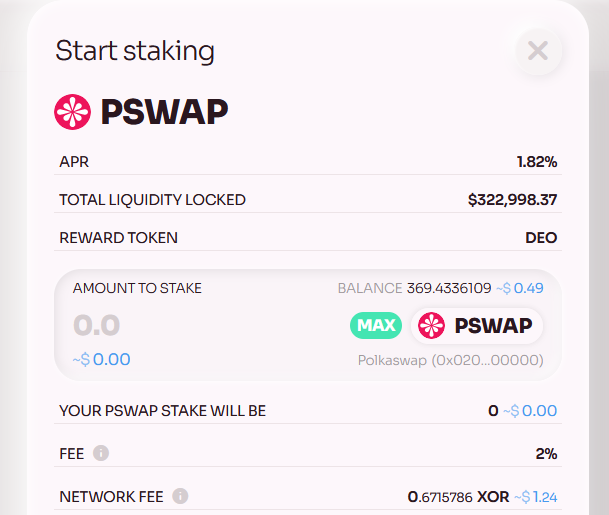 Start staking
PSWAP
APR 1.82%
TOTAL LIQUIDITY LOCKED $322,998.37
REWARD TOKEN DEO
AMOUNT TO STAKE BALANCE 369.4336109 ~$ 0.49
0.0 MAX PSWAP
~$ 0.00 Polkaswap (0x020...00000)
YOUR PSWAP STAKE WILL BE 0 ~$ 0.00
FEE 2%
NETWORK FEE 0.6715786 XOR ~$ 1.24